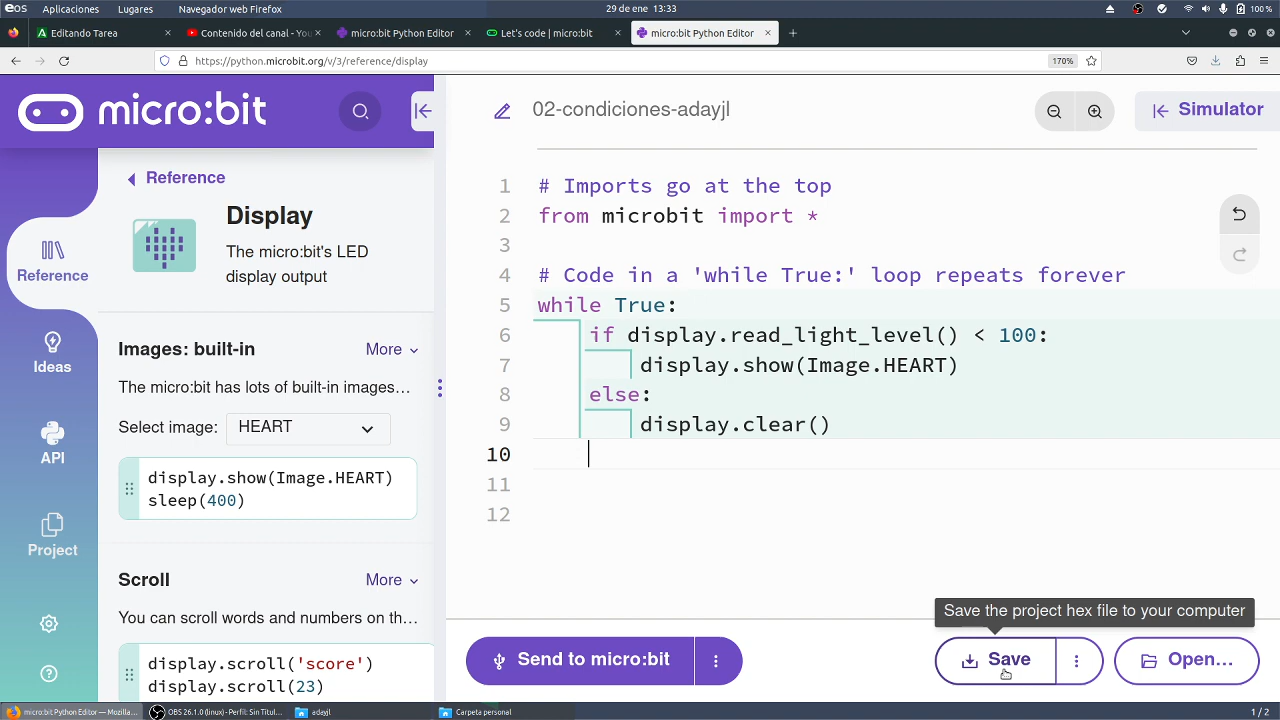 eos Aplicaciones Lugares Navegador web Firefox 29 de ene 13:33 100 %
Editando Tarea
Contenido del canal - You
micro:bit Python Editor
Let's code | micro:bit
micro:bit Python Editor
https://python.microbit.org/v/3/reference/display 170%
micro:bit
02-condiciones-adayjl
Simulator
Reference
Ideas
API
Project
Reference
Display
The micro:bit's LED
display output
Images: built-in More
The micro:bit has lots of built-in images…
Select image: HEART
display.show(Image.HEART)
sleep(400)
Scroll More
You can scroll words and numbers on th…
display.scroll('score')
display.scroll(23)
1 # Imports go at the top
2 from microbit import *
3
4 # Code in a 'while True:' loop repeats forever
5 while True:
6 if display.read_light_level() < 100:
7 display.show(Image.HEART)
8 else:
9 display.clear()
10
11
12
Save the project hex file to your computer
Send to micro:bit
Save
Open...
micro:bit Python Editor — Mozilla…
OBS 26.1.0 (linux) - Perfil: Sin Titul…
adayjl
Carpeta personal
1 / 2